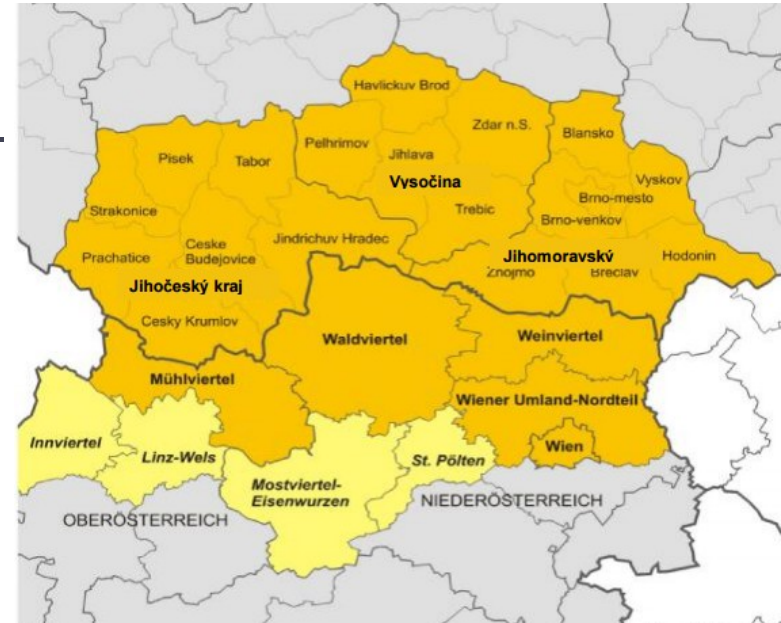 Havlickuv Brod
Zdar n.S.
Blansko
Pisek
Tabor
Pelhrimov
Jihlava
Vysočina
Vyskov
Brno-mesto
Strakonice
Trebic
Brno-venkov
Prachatice
Ceske
Budejovice
Jindrichuv Hradec
Jihomoravský
Hodonin
Znojmo
Breclav
Jihočeský kraj
Cesky Krumlov
Waldviertel
Weinviertel
Mühlviertel
Wiener Umland-Nordteil
Innviertel
Linz-Wels
St. Pölten
Wien
Mostviertel-
Eisenwurzen
OBERÖSTERREICH
NIEDERÖSTERREICH